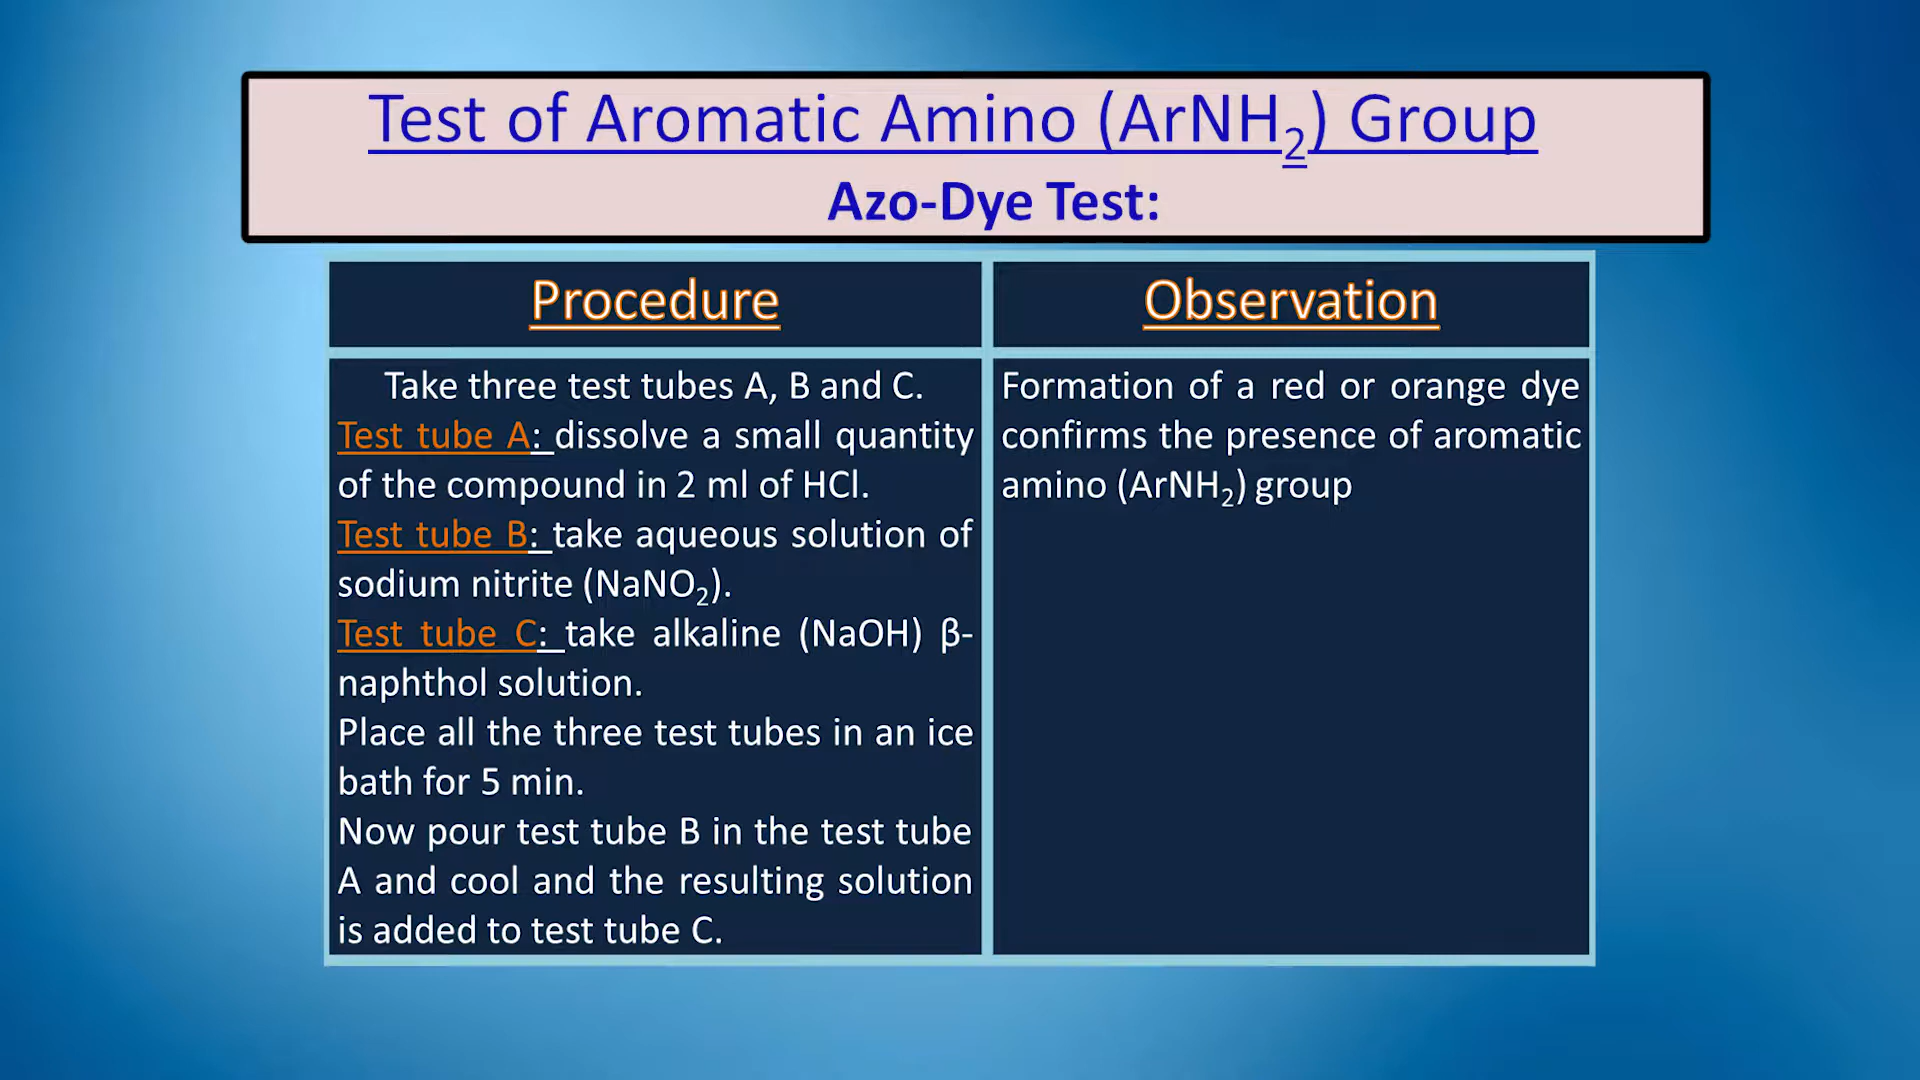 Test of Aromatic Amino (ArNH₂) Group
Azo-Dye Test:
Procedure
Take three test tubes A, B and C.
Test tube A: dissolve a small quantity
of the compound in 2 ml of HCl.
Test tube B: take aqueous solution of
sodium nitrite (NaNO₂).
Test tube C: take alkaline (NaOH) β-
naphthol solution.
Place all the three test tubes in an ice
bath for 5 min.
Now pour test tube B in the test tube
A and cool and the resulting solution
is added to test tube C.
Observation
Formation of a red or orange dye
confirms the presence of aromatic
amino (ArNH₂) group